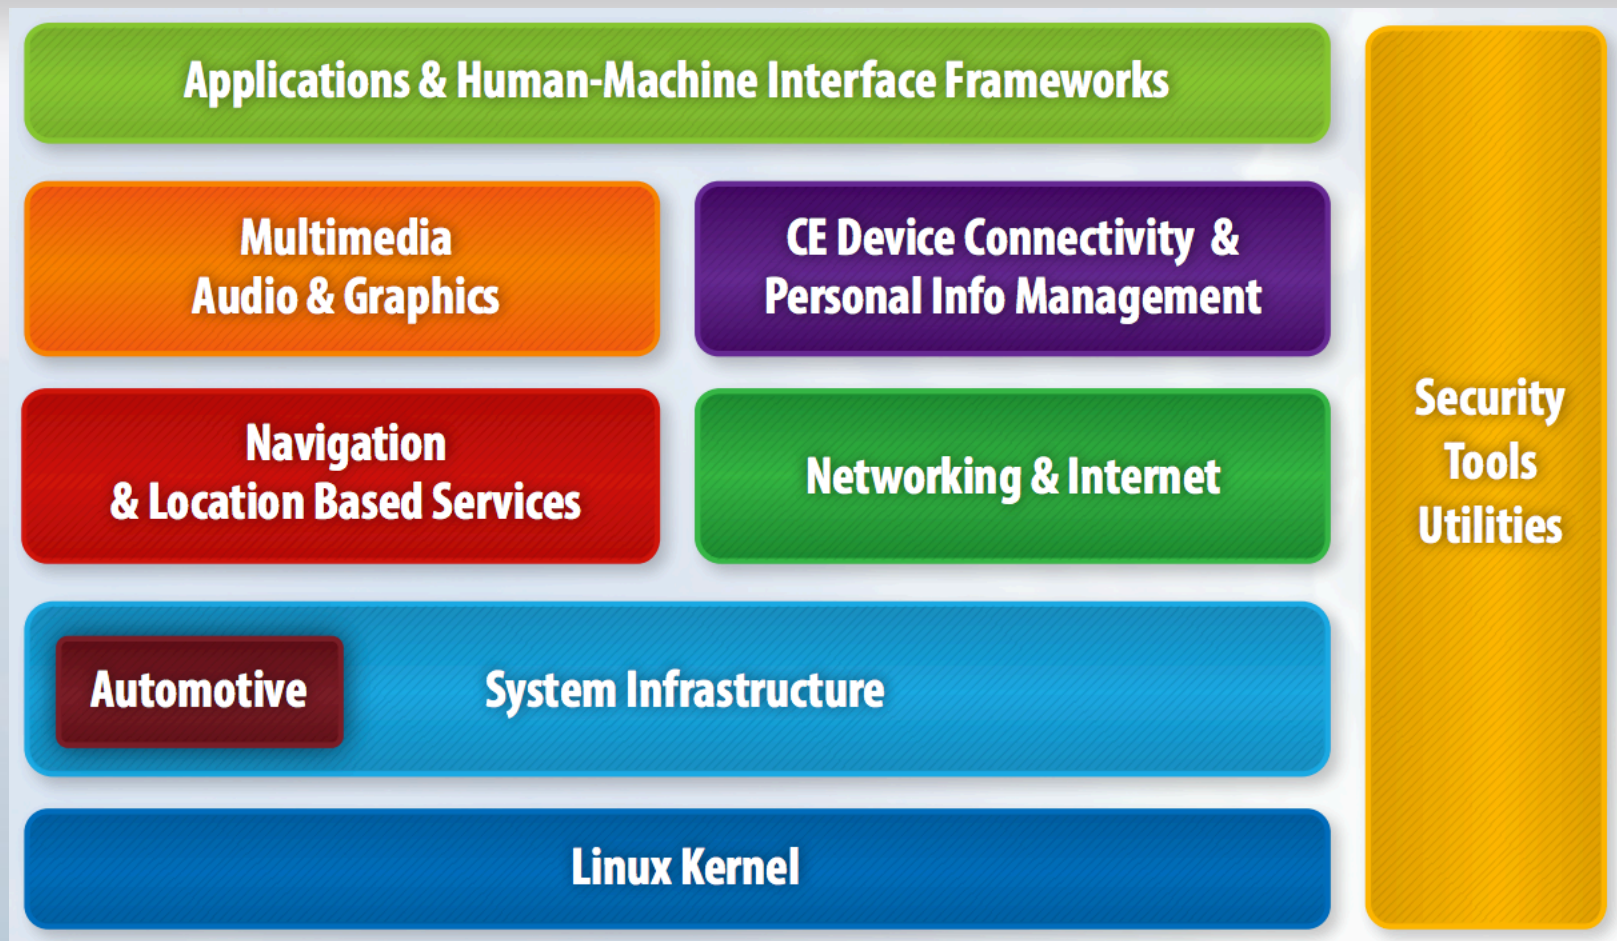 Applications & Human-Machine Interface Frameworks
Multimedia
Audio & Graphics
CE Device Connectivity &
Personal Info Management
Navigation
& Location Based Services
Networking & Internet
Automotive
System Infrastructure
Linux Kernel
Security
Tools
Utilities